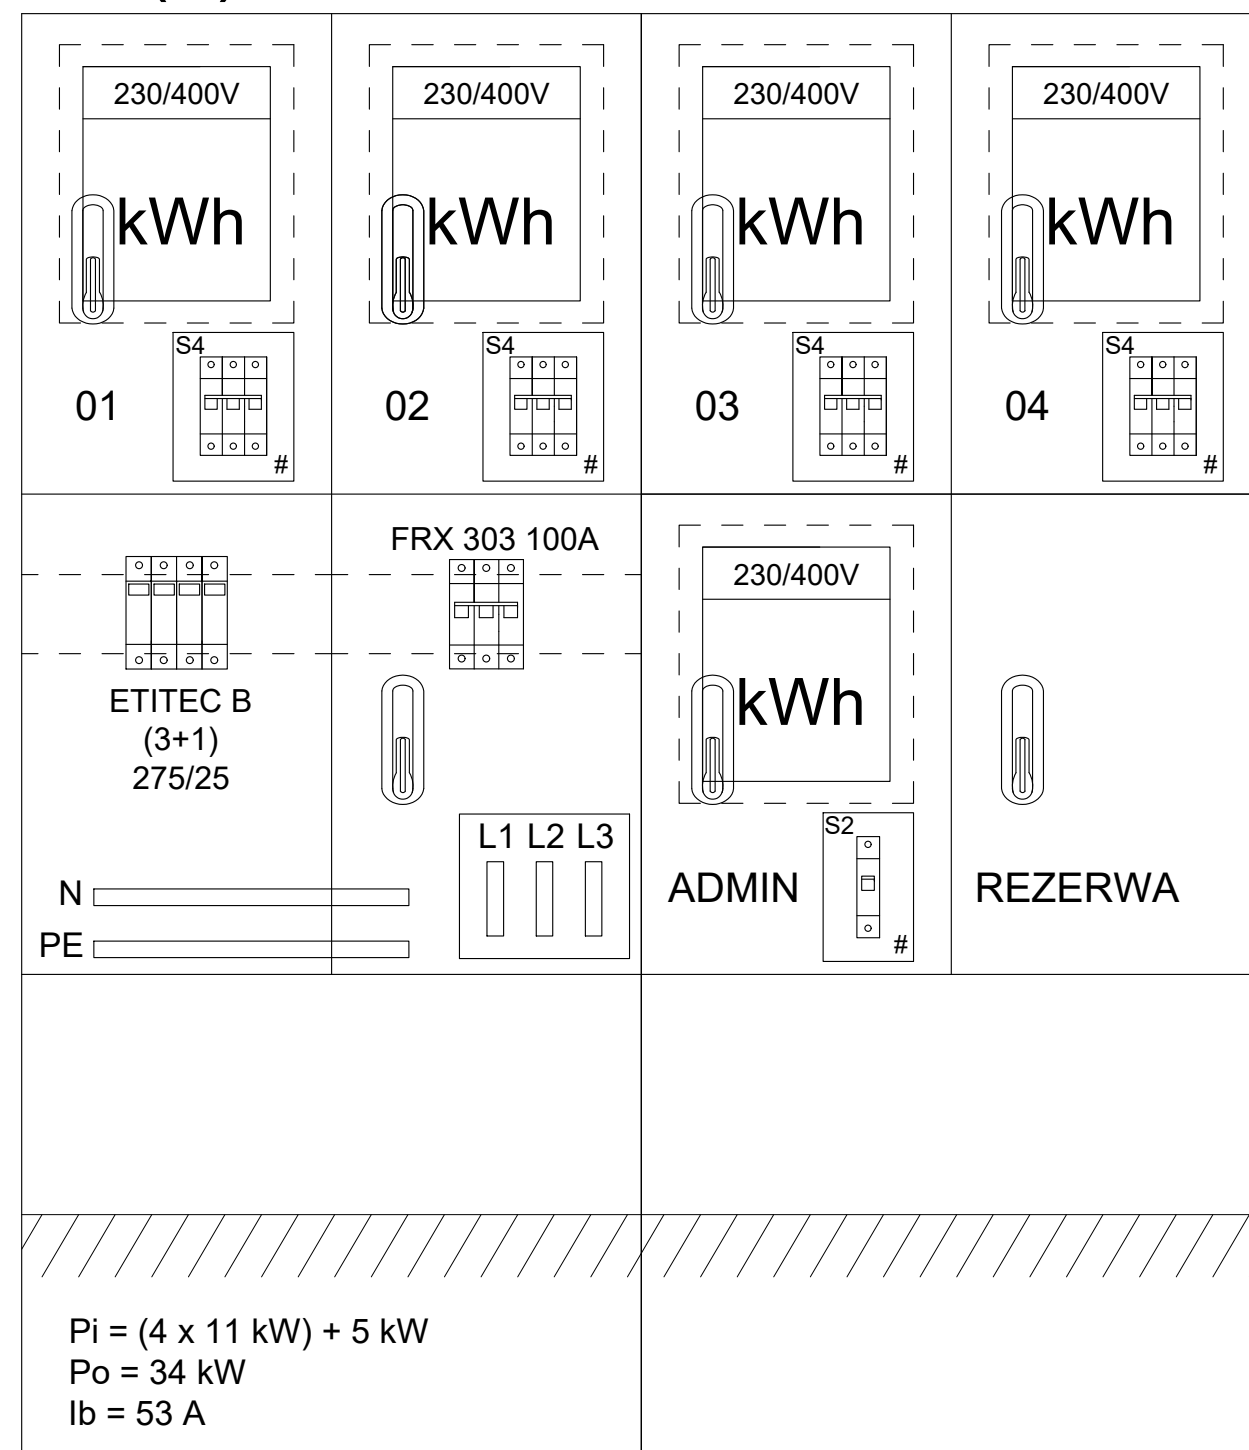 230/400V
230/400V
230/400V
230/400V
kWh
kWh
kWh
kWh
S4
S4
S4
S4
01
02
03
04
#
#
#
#
FRX 303 100A
230/400V
ETITEC B
(3+1)
275/25
kWh
L1 L2 L3
S2
N
ADMIN
REZERWA
PE
#
Pi = (4 x 11 kW) + 5 kW
Po = 34 kW
Ib = 53 A